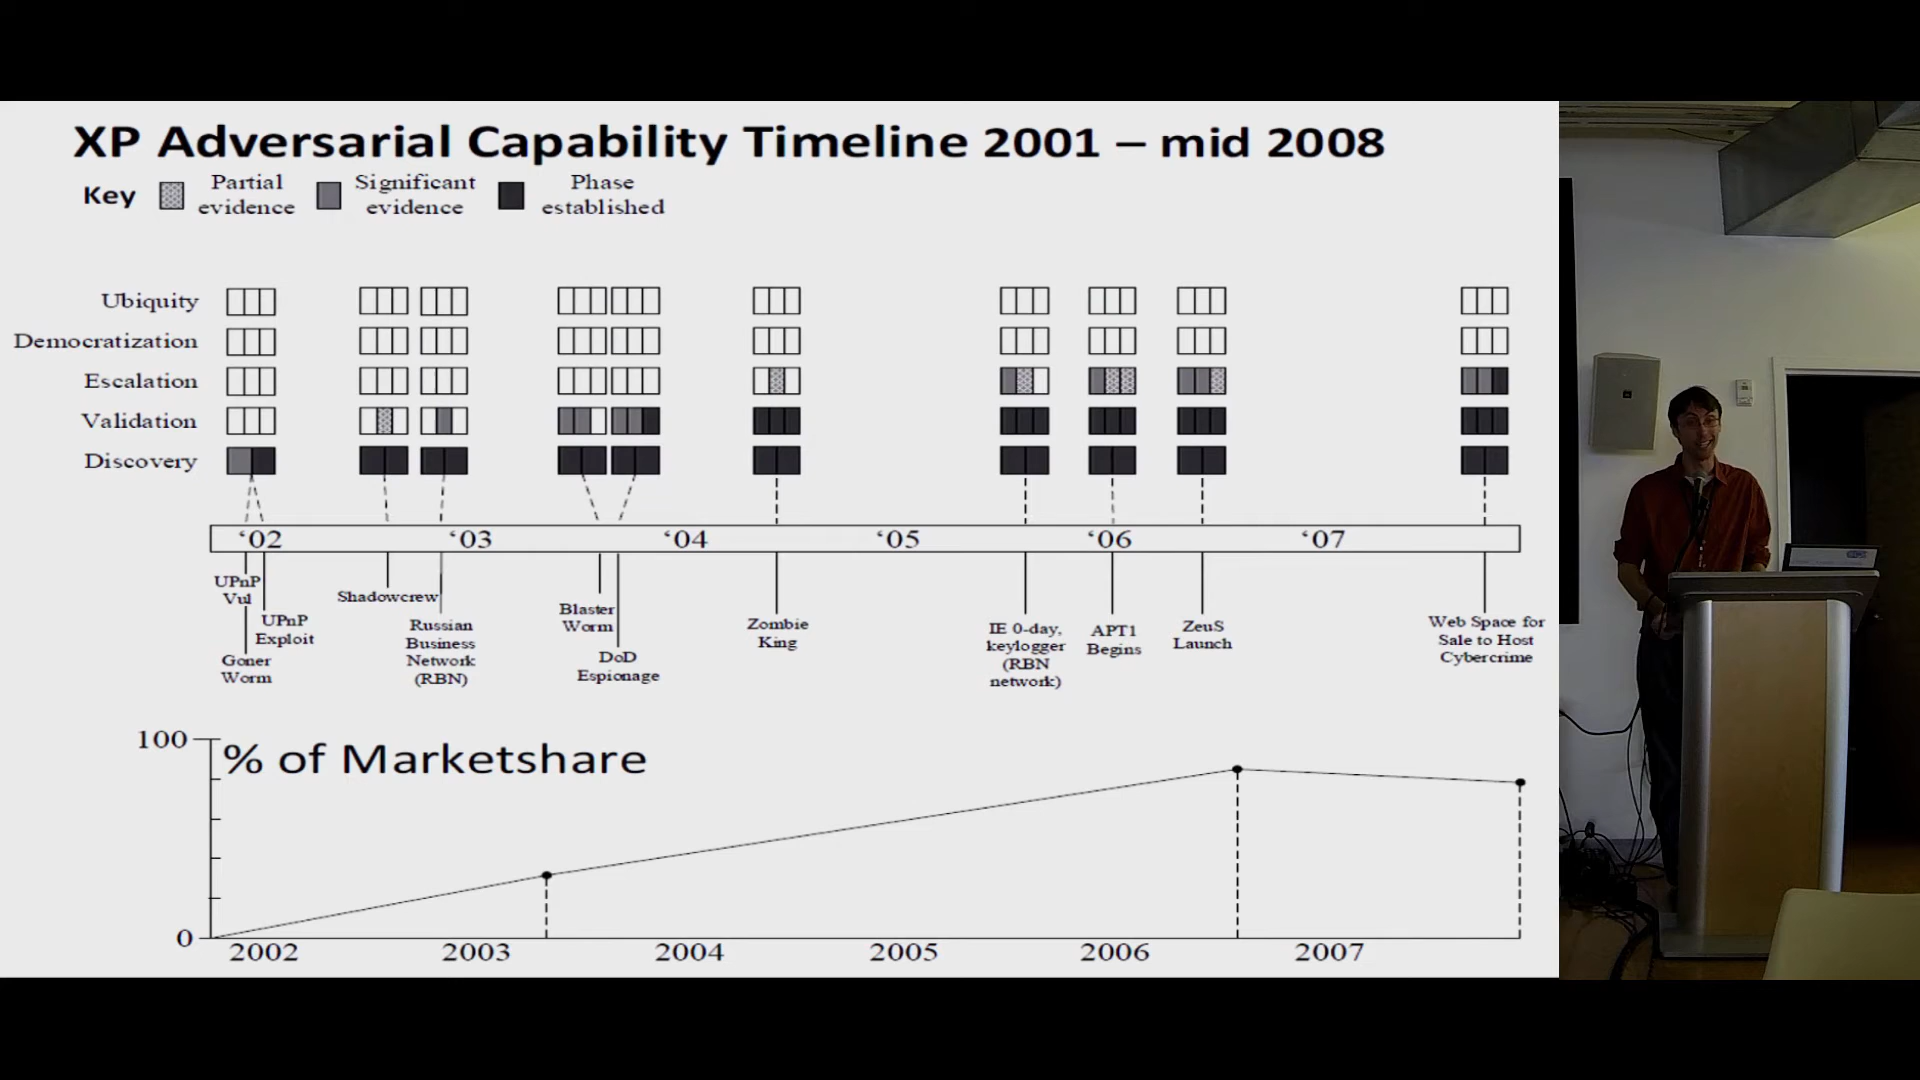 XP Adversarial Capability Timeline 2001 – mid 2008
Key
Partial
evidence
Significant
evidence
Phase
established
Ubiquity
Democratization
Escalation
Validation
Discovery
‘02 ‘03 ‘04 ‘05 ‘06 ‘07
UPnP
Vul
UPnP
Exploit
Goner
Worm
Shadowcrew
Russian
Business
Network
(RBN)
Blaster
Worm
DoD
Espionage
Zombie
King
IE 0-day,
keylogger
(RBN
network)
APT1
Begins
ZeuS
Launch
Web Space for
Sale to Host
Cybercrime
100
% of Marketshare
0
2002 2003 2004 2005 2006 2007